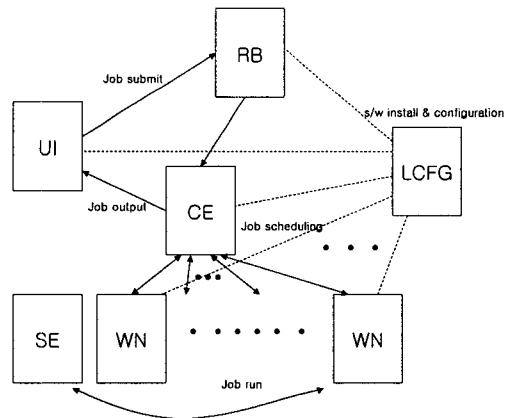 RB
Job submit
s/w install & configuration
UI
LCFG
CE
Job output
Job scheduling
SE
WN
WN
Job run